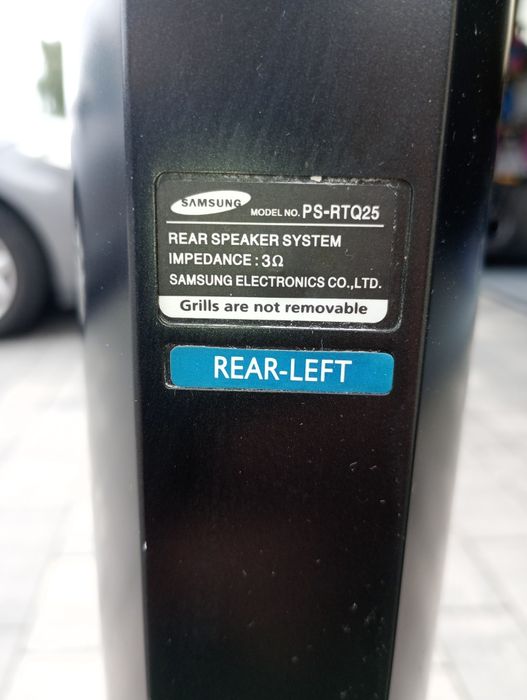 SAMSUNG MODEL NO. PS-RTQ25
REAR SPEAKER SYSTEM
IMPEDANCE : 3Ω
SAMSUNG ELECTRONICS CO.,LTD.
Grills are not removable
REAR-LEFT